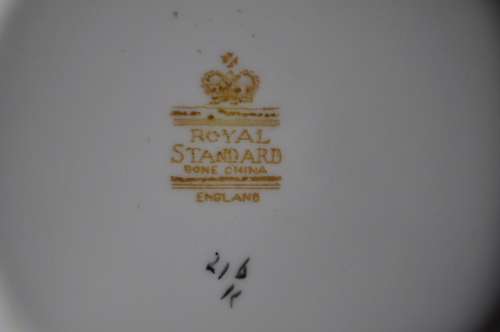 ROYAL
STANDARD
BONE CHINA
ENGLAND
216
K